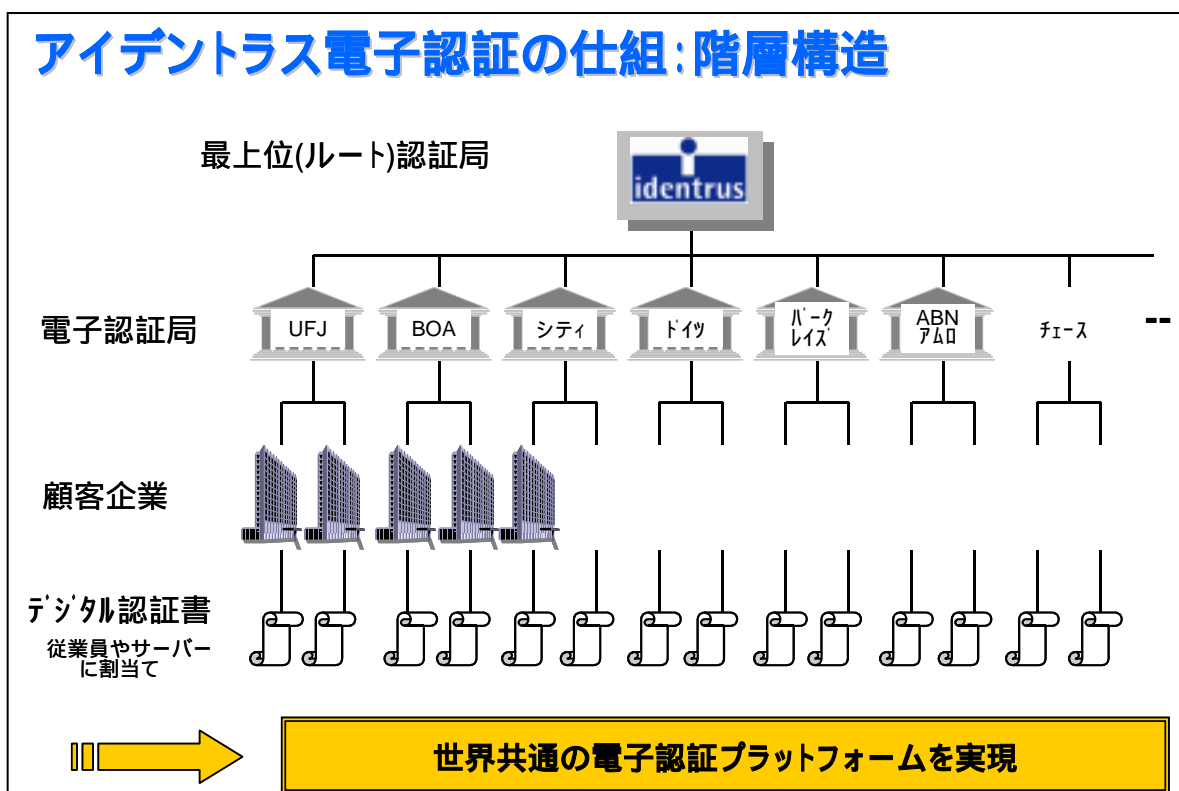 アイデントラス電子認証の仕組:階層構造
最上位(ルート)認証局
identrus
電子認証局
UFJ
BOA
シティ
ﾄﾞｲﾂ
ﾊﾞｰｸ
ﾚｲｽﾞ
ABN
ｱﾑﾛ
ﾁｪｰｽ
--
顧客企業
ﾃﾞｼﾞﾀﾙ認証書
従業員やサーバー
に割当て
世界共通の電子認証プラットフォームを実現